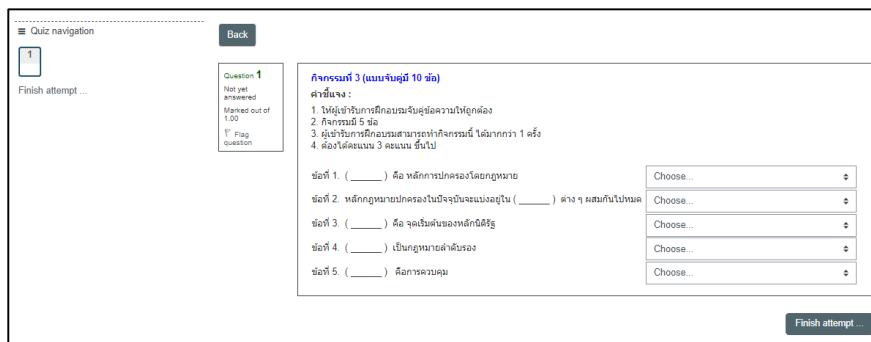 Quiz navigation
1
Finish attempt ...
Back
Question 1
Not yet
answered
Marked out of
1.00
Flag
question
กิจกรรมที่ 3 (แบบจับคู่มี 10 ข้อ)
คำชี้แจง :
1. ให้ผู้เข้ารับการฝึกอบรมจับคู่ข้อความให้ถูกต้อง
2. กิจกรรมมี 5 ข้อ
3. ผู้เข้ารับการฝึกอบรมสามารถทำกิจกรรมนี้ ได้มากกว่า 1 ครั้ง
4. ต้องได้คะแนน 3 คะแนน ขึ้นไป
ข้อที่ 1. ( ______ ) คือ หลักการปกครองโดยกฎหมาย Choose...
ข้อที่ 2. หลักกฎหมายปกครองในปัจจุบันจะแบ่งอยู่ใน ( ______ ) ต่าง ๆ ผสมกันไปหมด Choose...
ข้อที่ 3. ( ______ ) คือ จุดเริ่มต้นของหลักนิติรัฐ Choose...
ข้อที่ 4. ( ______ ) เป็นกฎหมายลำดับรอง Choose...
ข้อที่ 5. ( ______ ) คือการควบคุม Choose...
Finish attempt ...